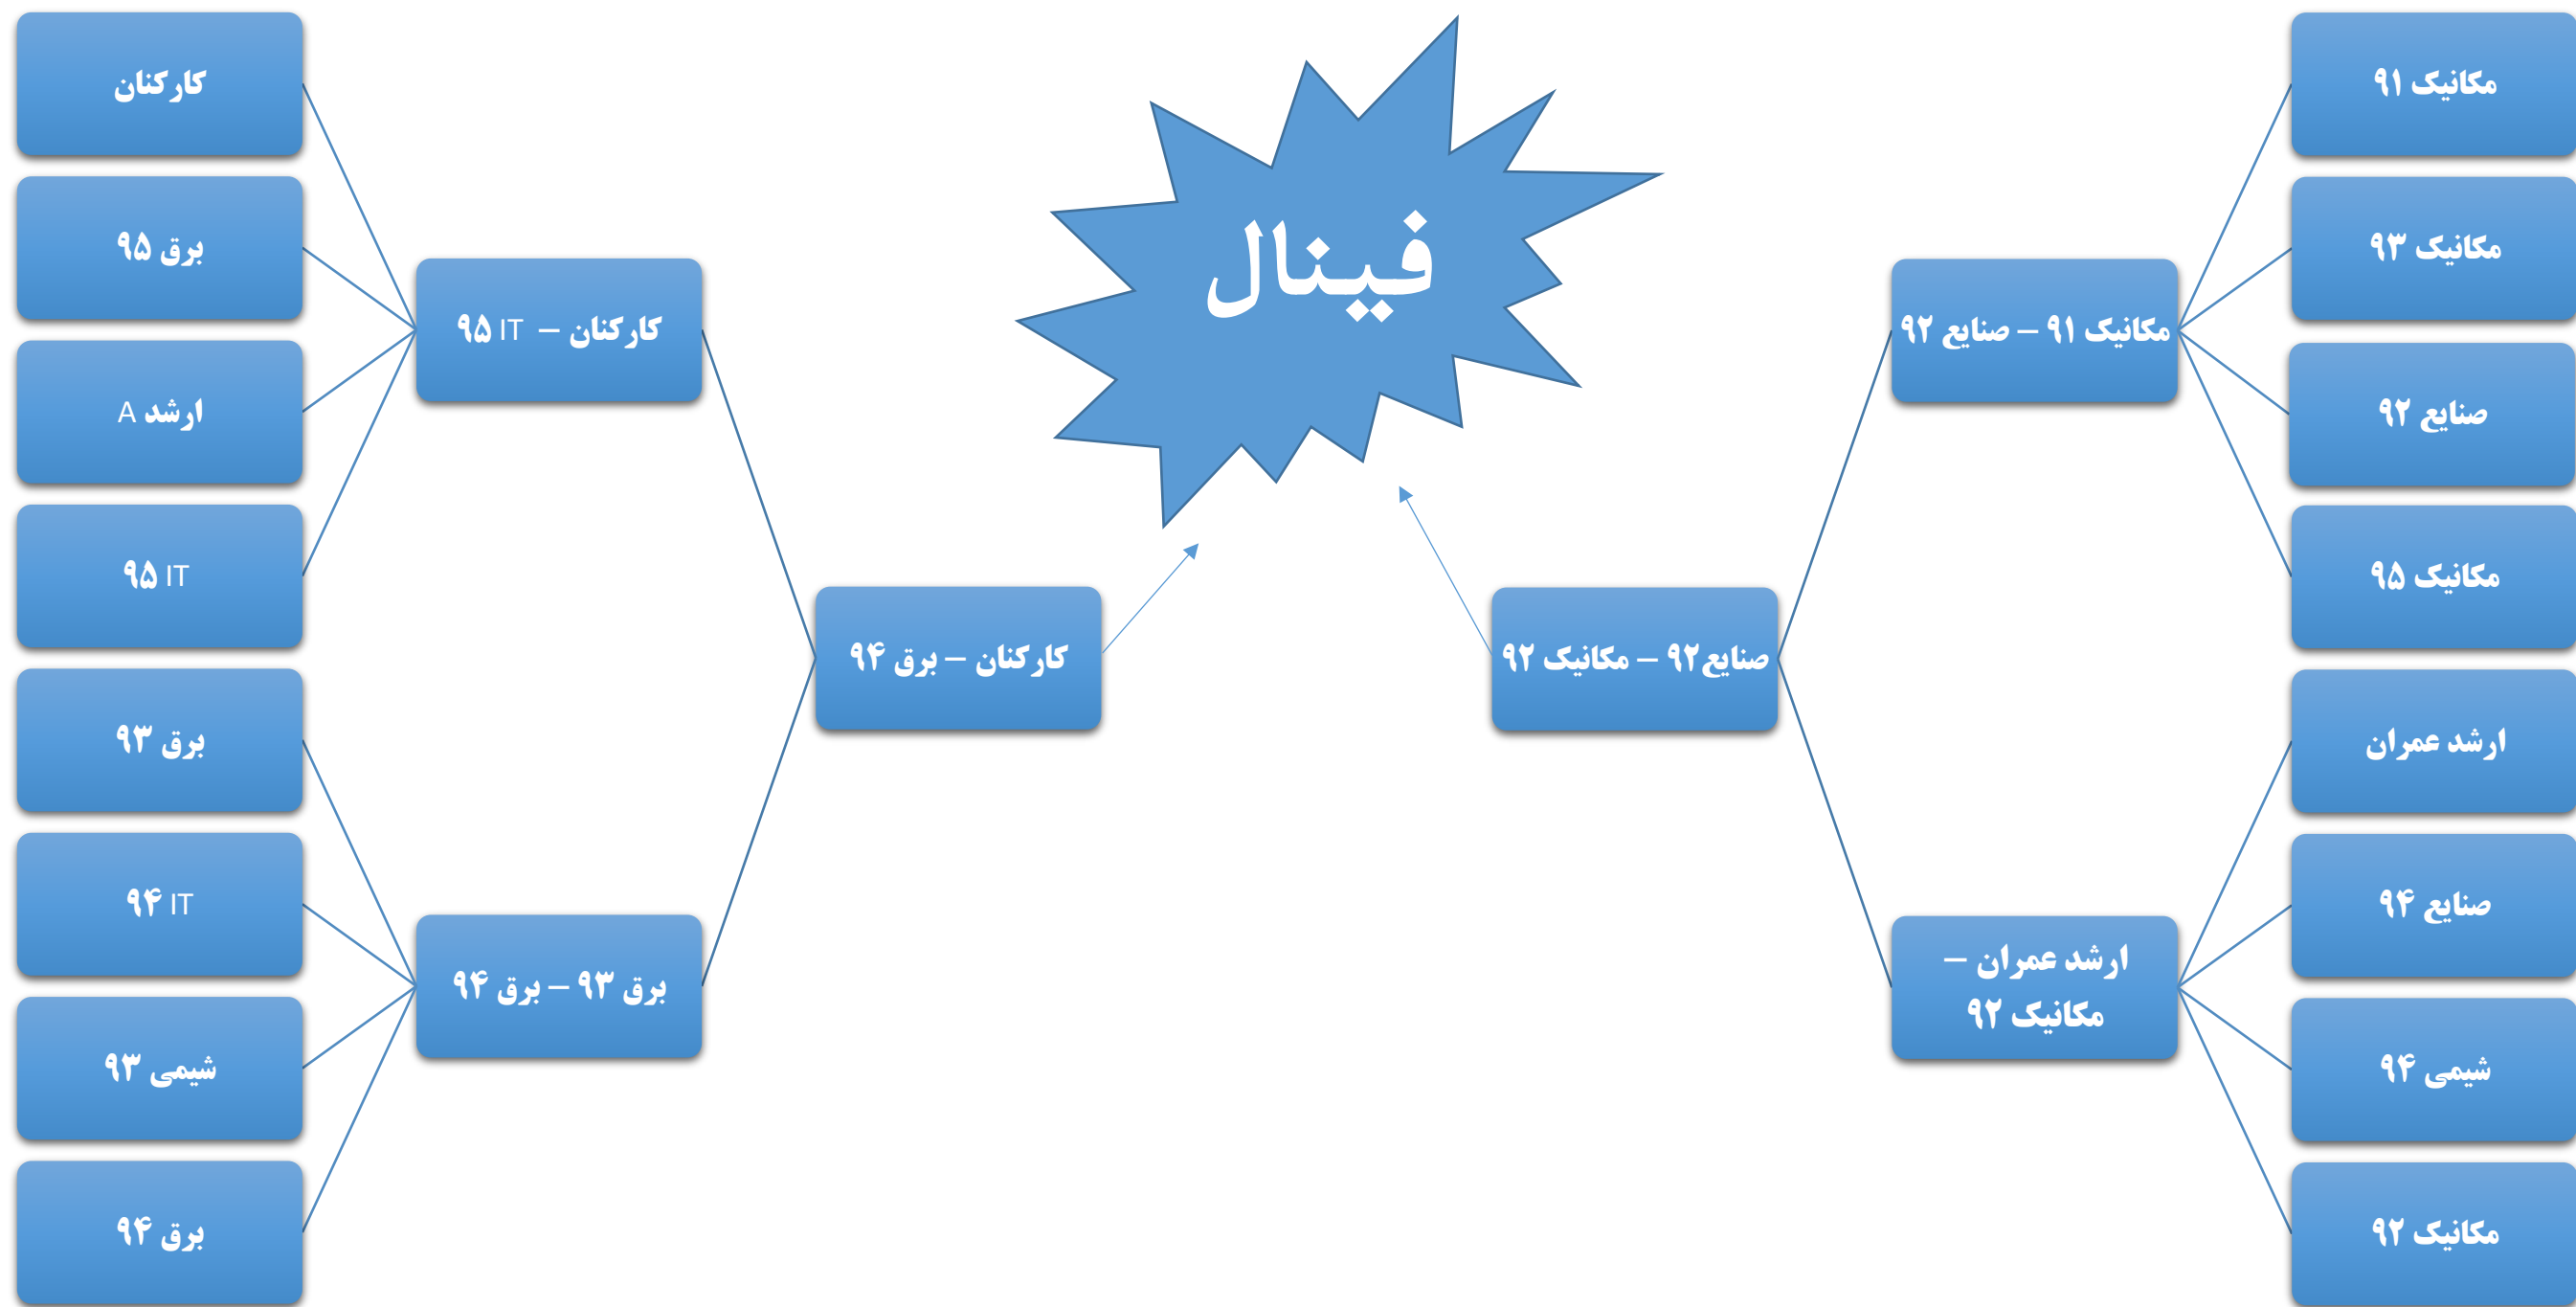 فینال
مکانیک ۹۱
مکانیک ۹۳
صنایع ۹۲
مکانیک ۹۵
ارشد عمران
صنایع ۹۴
شیمی ۹۴
مکانیک ۹۲
مکانیک ۹۱ – صنایع ۹۲
ارشد عمران –
مکانیک ۹۲
صنایع۹۲ – مکانیک ۹۲
کارکنان – برق ۹۴
کارکنان – IT ۹۵
برق ۹۳ – برق ۹۴
کارکنان
برق ۹۵
ارشد A
IT ۹۵
برق ۹۳
IT ۹۴
شیمی ۹۳
برق ۹۴